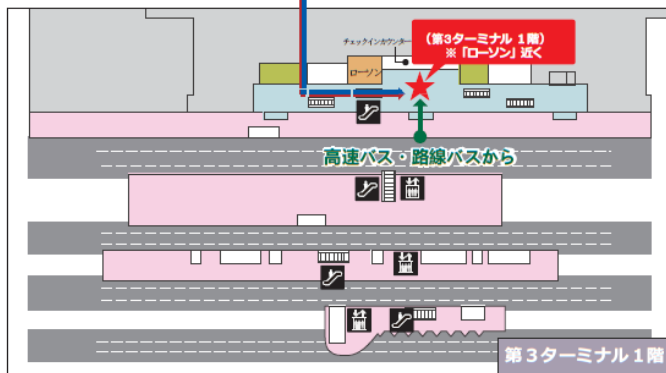 (第3ターミナル 1階)
※「ローソン」近く
チェックインカウンター
ローソン
高速バス・路線バスから
第3ターミナル1階